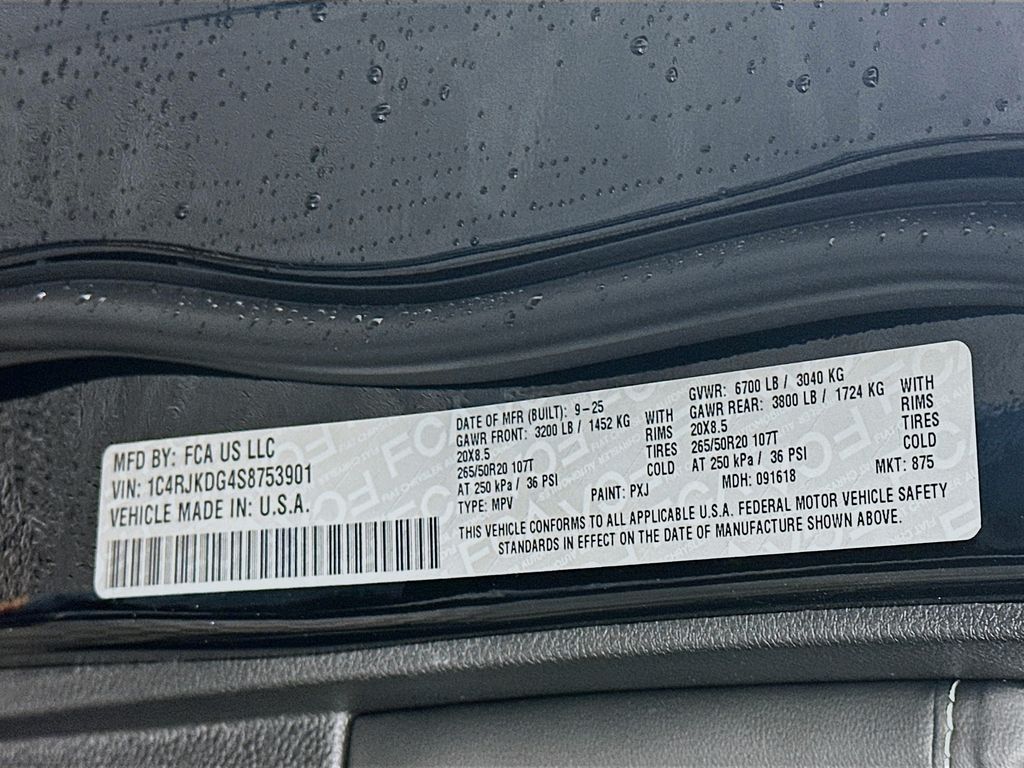 MFD BY: FCA US LLC
VIN: 1C4RJKDG4S8753901
VEHICLE MADE IN: U.S.A.
DATE OF MFR (BUILT): 9-25
GAWR FRONT: 3200 LB / 1452 KG WITH
20X8.5 RIMS
265/50R20 107T TIRES
AT 250 kPa / 36 PSI COLD
TYPE: MPV PAINT: PXJ
GVWR: 6700 LB / 3040 KG
GAWR REAR: 3800 LB / 1724 KG WITH
20X8.5 RIMS
265/50R20 107T TIRES
AT 250 kPa / 36 PSI COLD
MDH: 091618 MKT: 875
THIS VEHICLE CONFORMS TO ALL APPLICABLE U.S.A. FEDERAL MOTOR VEHICLE SAFETY
STANDARDS IN EFFECT ON THE DATE OF MANUFACTURE SHOWN ABOVE.